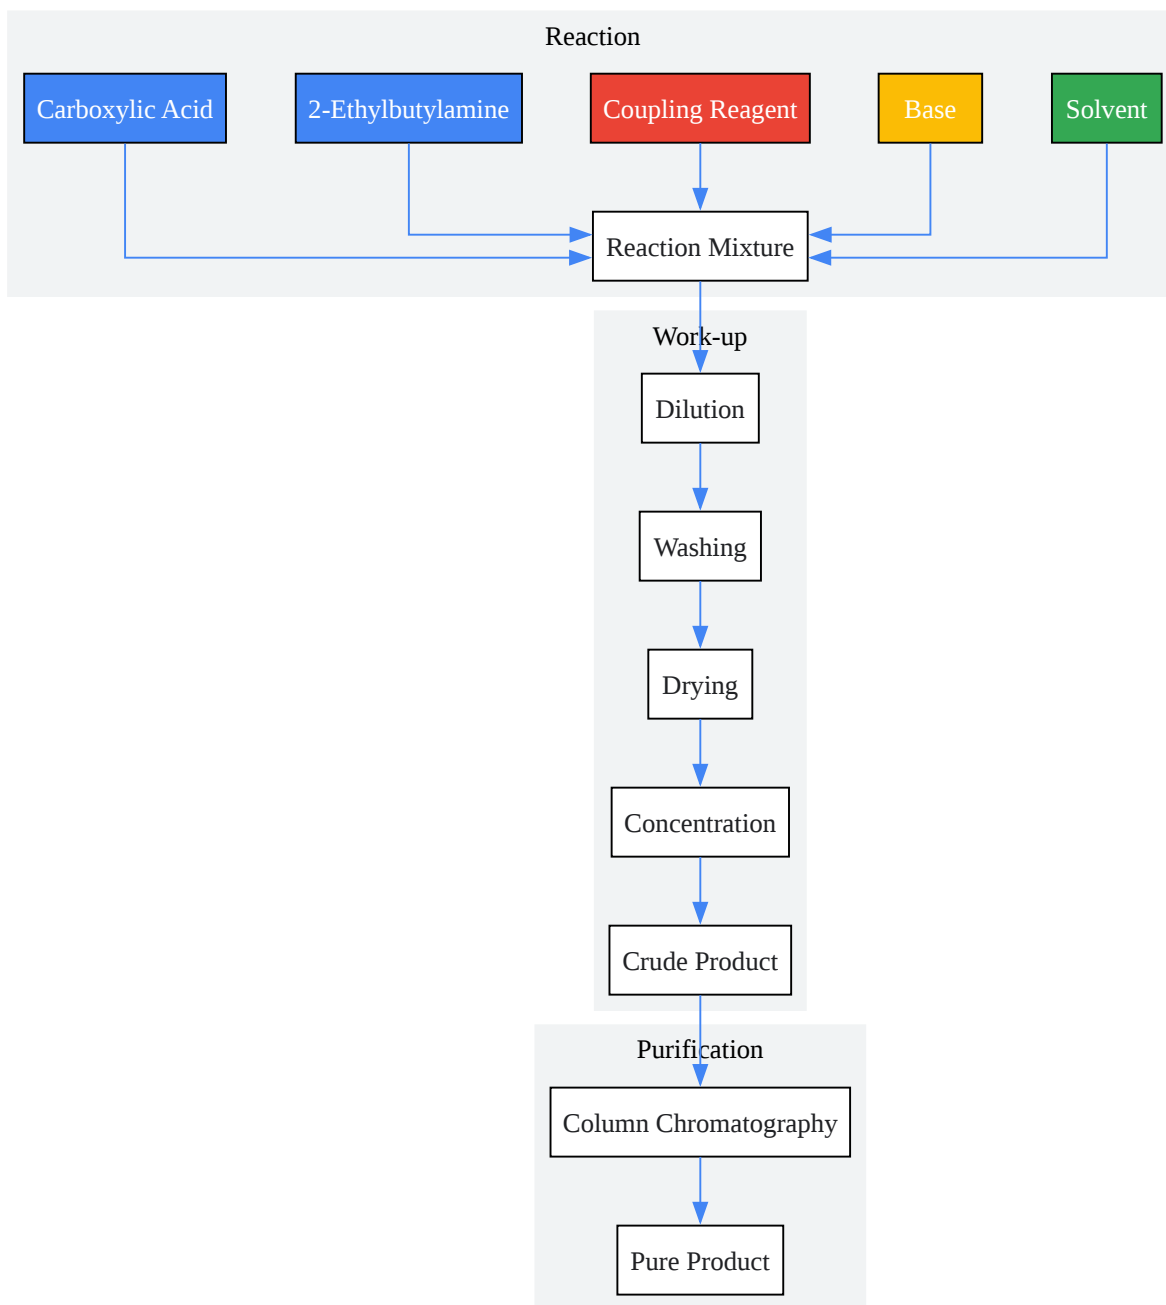 Reaction
Carboxylic Acid
2-Ethylbutylamine
Coupling Reagent
Base
Solvent
Reaction Mixture
Work-up
Dilution
Washing
Drying
Concentration
Crude Product
Purification
Column Chromatography
Pure Product